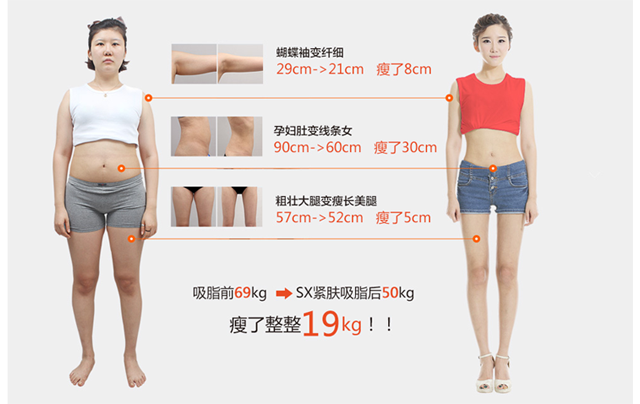 蝴蝶袖变纤细
29cm->21cm 瘦了8cm
孕妇肚变线条女
90cm->60cm 瘦了30cm
粗壮大腿变瘦长美腿
57cm->52cm 瘦了5cm
吸脂前69kg ➡ SX紧肤吸脂后50kg
瘦了整整19kg！！